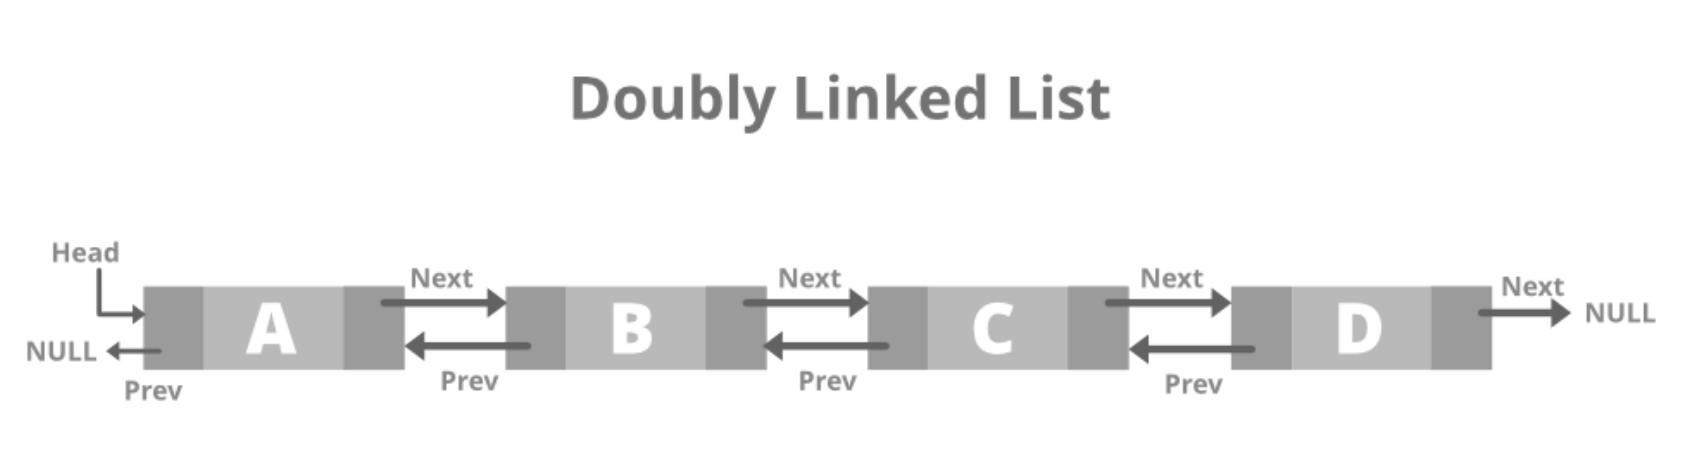 Doubly Linked List
Head
Next
Next
Next
Next
A
B
C
D
NULL
NULL
Prev
Prev
Prev
Prev